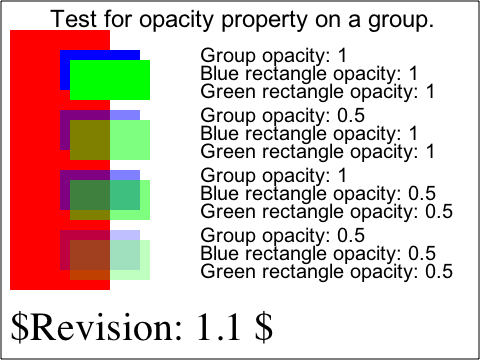 Test for opacity property on a group.
Group opacity: 1
Blue rectangle opacity: 1
Green rectangle opacity: 1
Group opacity: 0.5
Blue rectangle opacity: 1
Green rectangle opacity: 1
Group opacity: 1
Blue rectangle opacity: 0.5
Green rectangle opacity: 0.5
Group opacity: 0.5
Blue rectangle opacity: 0.5
Green rectangle opacity: 0.5
$Revision: 1.1 $